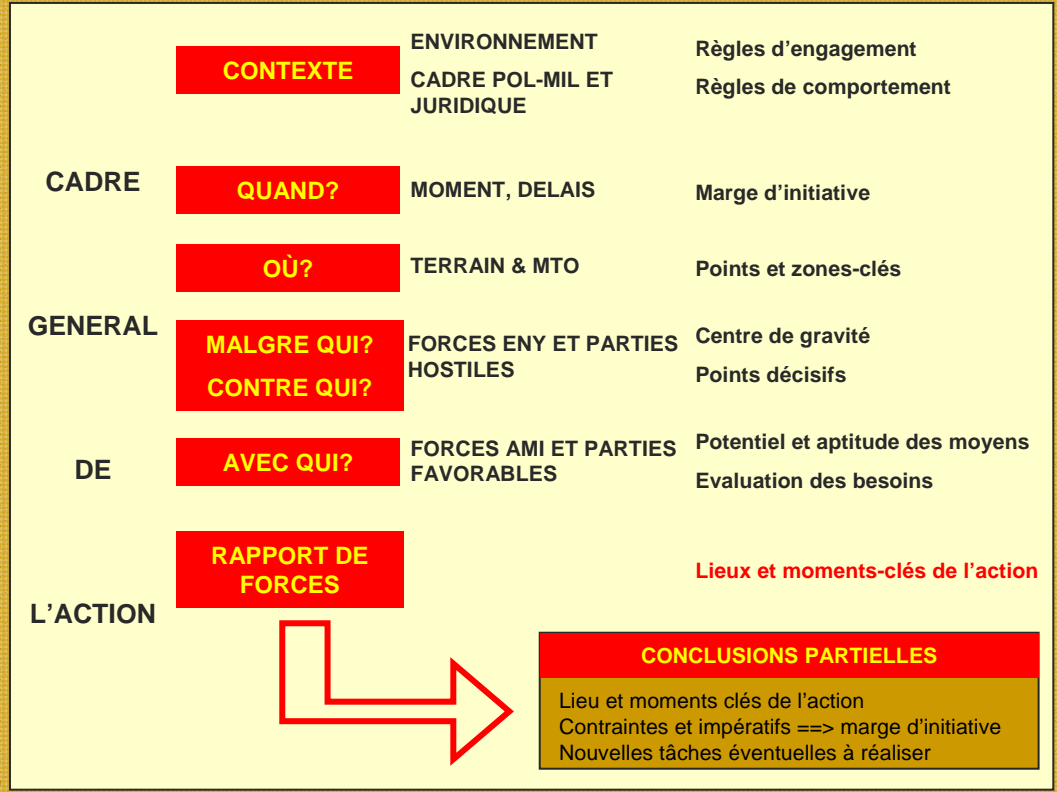 CADRE
GENERAL
DE
L'ACTION
CONTEXTE
ENVIRONNEMENT
CADRE POL-MIL ET
JURIDIQUE
Règles d'engagement
Règles de comportement
QUAND?
MOMENT, DELAIS
Marge d'initiative
OÙ?
TERRAIN & MTO
Points et zones-clés
MALGRE QUI?
CONTRE QUI?
FORCES ENY ET PARTIES
HOSTILES
Centre de gravité
Points décisifs
AVEC QUI?
FORCES AMI ET PARTIES
FAVORABLES
Potentiel et aptitude des moyens
Evaluation des besoins
RAPPORT DE
FORCES
Lieux et moments-clés de l'action
CONCLUSIONS PARTIELLES
Lieu et moments clés de l'action
Contraintes et impératifs ==> marge d'initiative
Nouvelles tâches éventuelles à réaliser